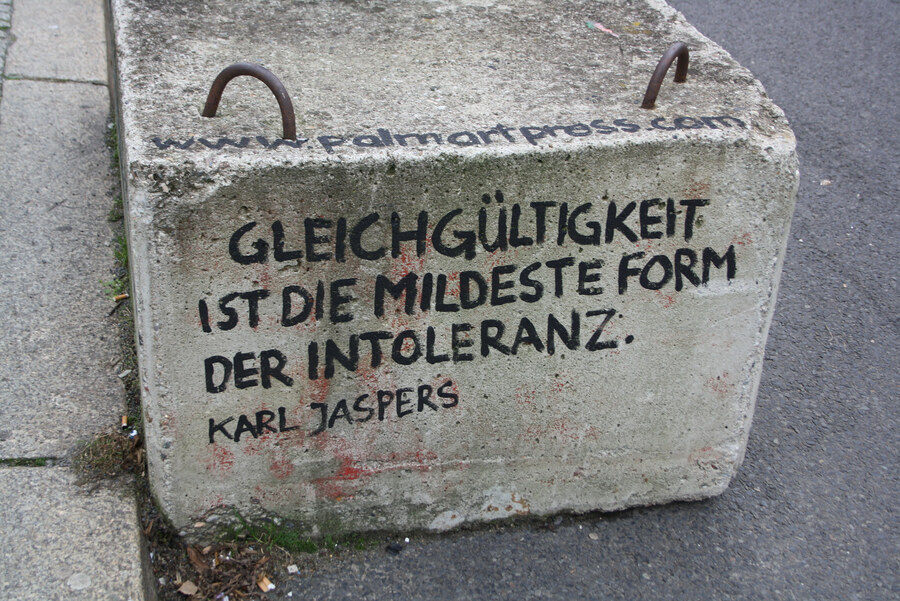 www.palmartpress.com
GLEICHGÜLTIGKEIT
IST DIE MILDESTE FORM
DER INTOLERANZ.
KARL JASPERS